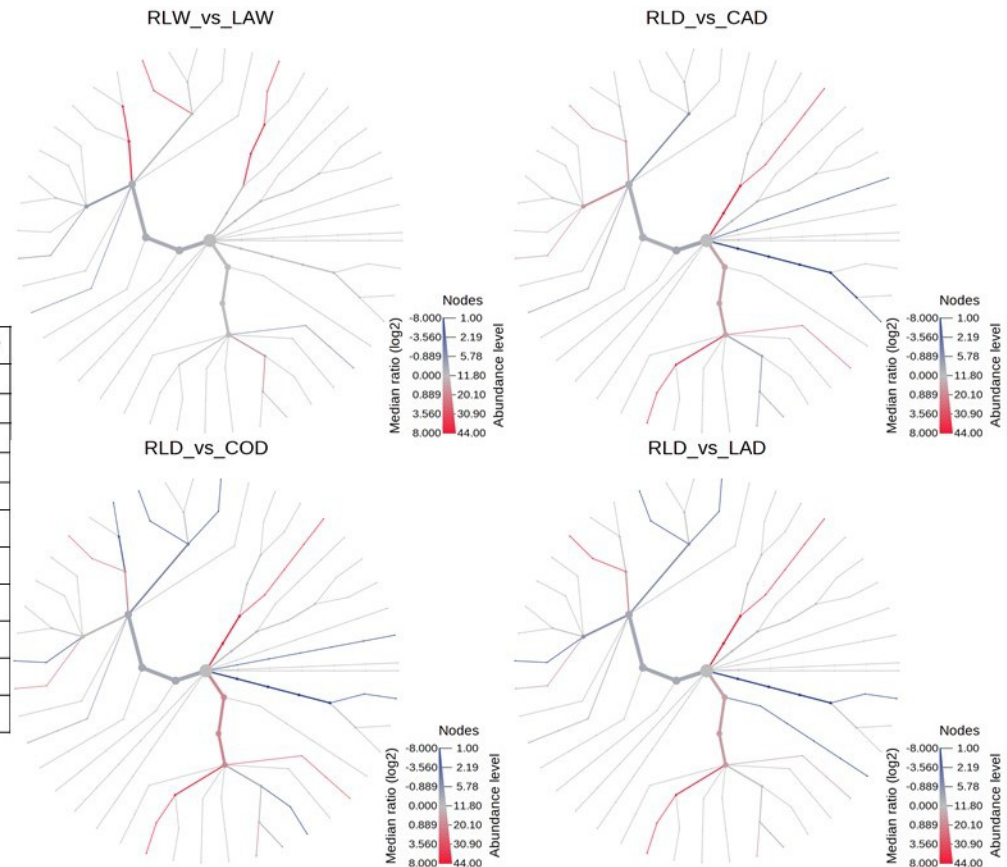 RLW_vs_LAW
RLD_vs_CAD
Nodes
Median ratio (log2)
-8.000 1.00
-3.560 2.19
-0.889 5.78
0.000 11.80
0.889 20.10
3.560 30.90
8.000 44.00
Abundance level
Nodes
Median ratio (log2)
-8.000 1.00
-3.560 2.19
-0.889 5.78
0.000 11.80
0.889 20.10
3.560 30.90
8.000 44.00
Abundance level
RLD_vs_COD
RLD_vs_LAD
Nodes
Median ratio (log2)
-8.000 1.00
-3.560 2.19
-0.889 5.78
0.000 11.80
0.889 20.10
3.560 30.90
8.000 44.00
Abundance level
Nodes
Median ratio (log2)
-8.000 1.00
-3.560 2.19
-0.889 5.78
0.000 11.80
0.889 20.10
3.560 30.90
8.000 44.00
Abundance level